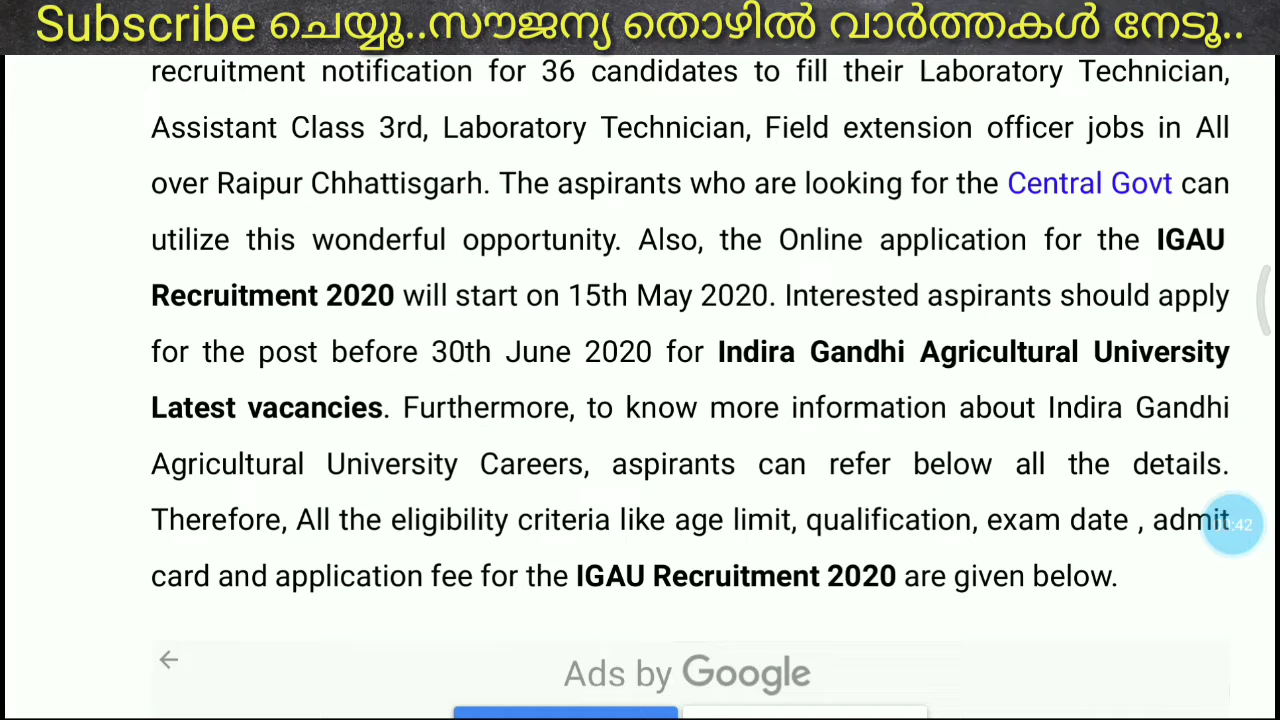 Subscribe ചെയ്യൂ..സൗജന്യ തൊഴിൽ വാർത്തകൾ നേടൂ..
recruitment notification for 36 candidates to fill their Laboratory Technician,
Assistant Class 3rd, Laboratory Technician, Field extension officer jobs in All
over Raipur Chhattisgarh. The aspirants who are looking for the Central Govt can
utilize this wonderful opportunity. Also, the Online application for the IGAU
Recruitment 2020 will start on 15th May 2020. Interested aspirants should apply
for the post before 30th June 2020 for Indira Gandhi Agricultural University
Latest vacancies. Furthermore, to know more information about Indira Gandhi
Agricultural University Careers, aspirants can refer below all the details.
Therefore, All the eligibility criteria like age limit, qualification, exam date , admit
card and application fee for the IGAU Recruitment 2020 are given below.
Ads by Google